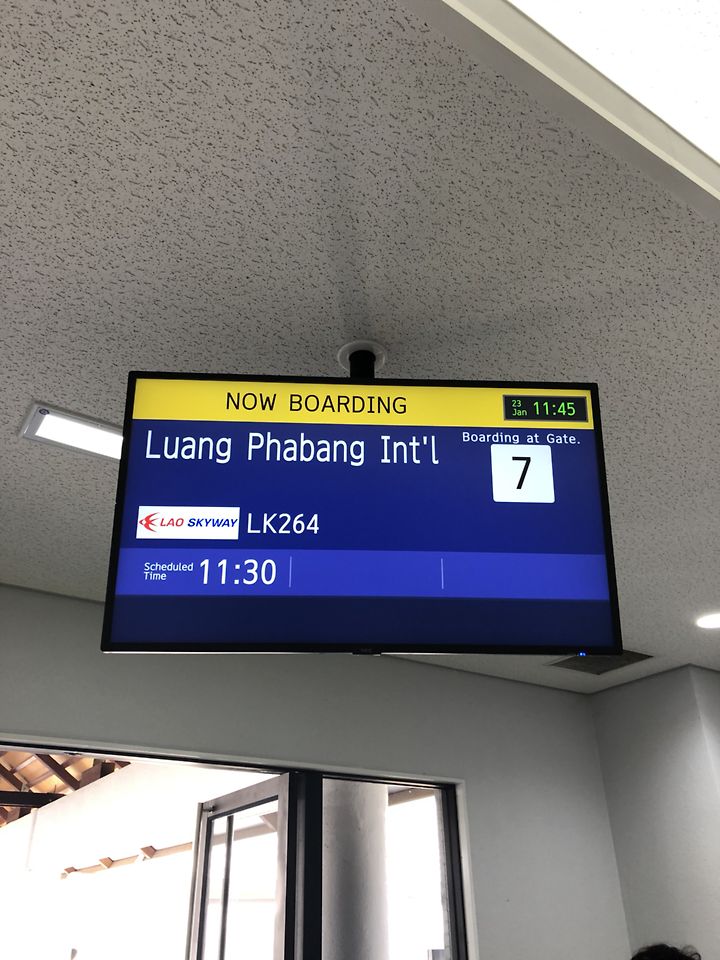 NOW BOARDING
23 Jan 11:45
Luang Phabang Int'l
Boarding at Gate.
7
LAO SKYWAY LK264
Scheduled Time 11:30